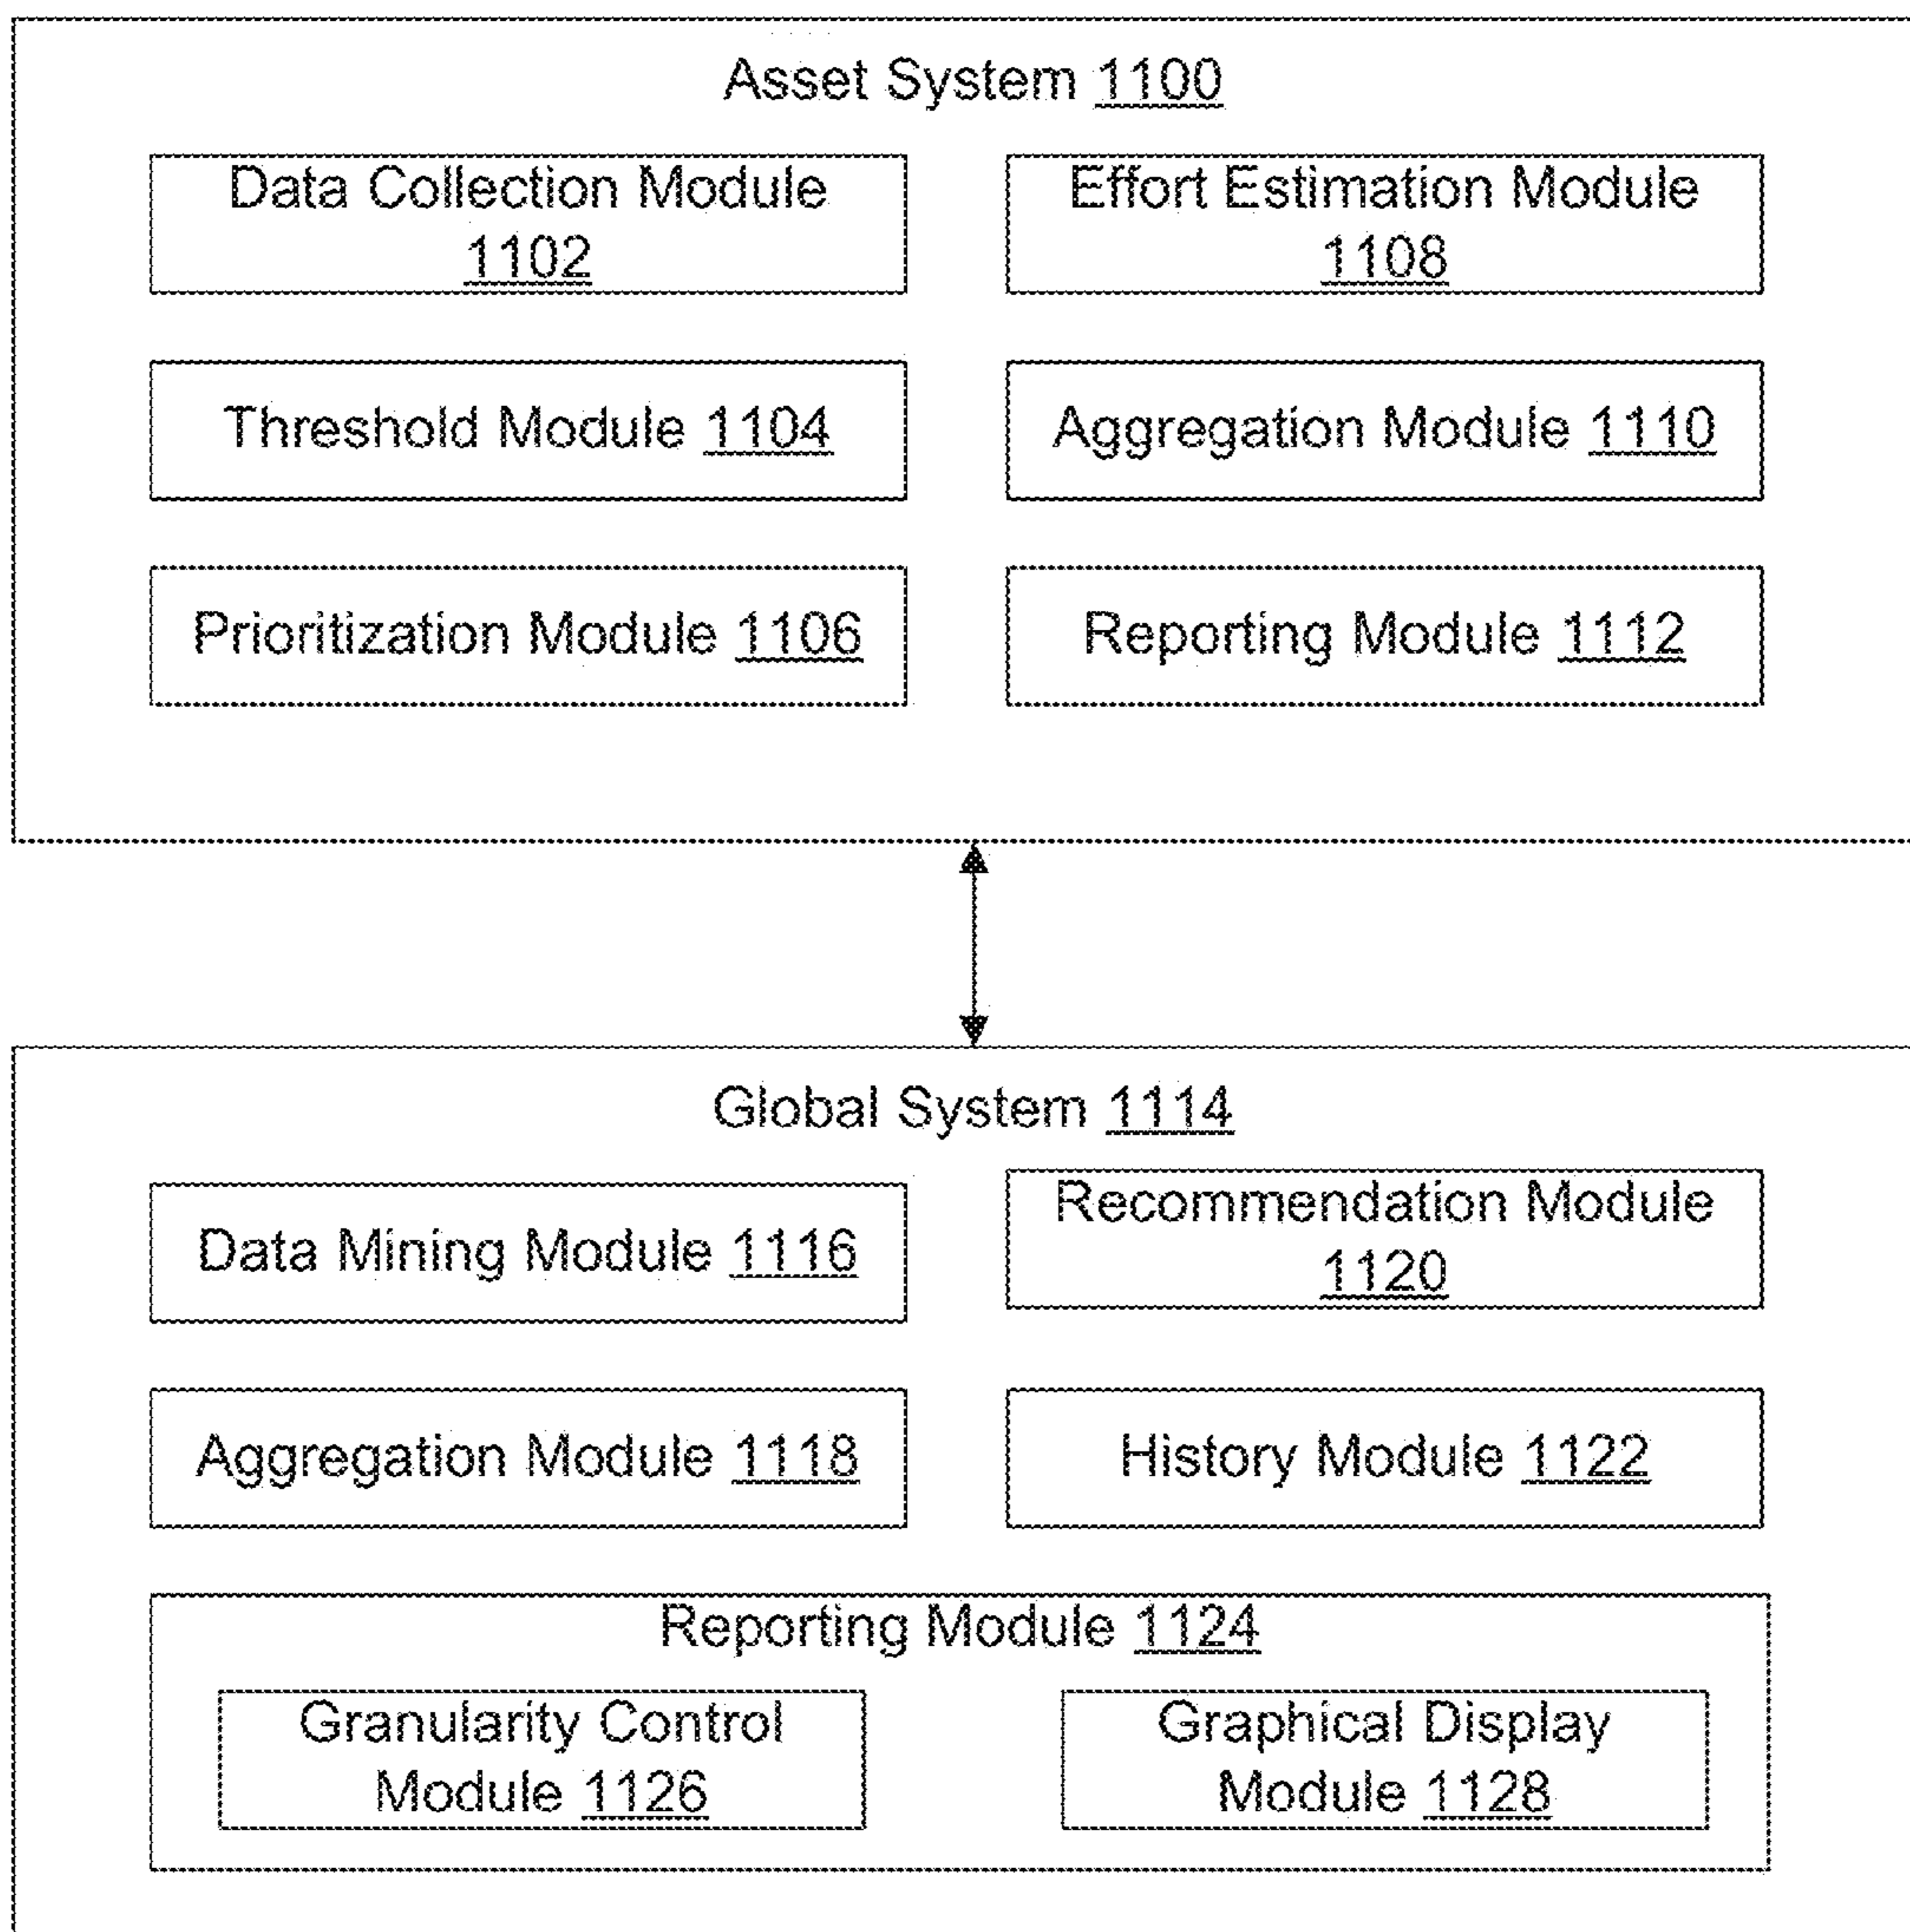 Asset System 1100
Data Collection Module
1102
Effort Estimation Module
1108
Threshold Module 1104
Aggregation Module 1110
Prioritization Module 1106
Reporting Module 1112
Global System 1114
Data Mining Module 1116
Recommendation Module
1120
Aggregation Module 1118
History Module 1122
Reporting Module 1124
Granularity Control
Module 1126
Graphical Display
Module 1128